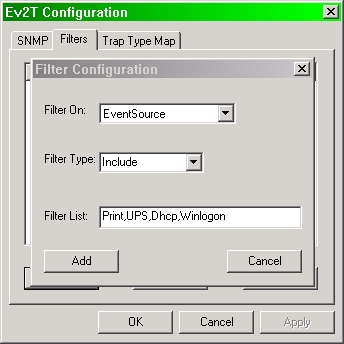 Ev2T Configuration
SNMP Filters Trap Type Map
Filter Configuration
Filter On: EventSource
Filter Type: Include
Filter List: Print,UPS,Dhcp,Winlogon
Add Cancel
OK Cancel Apply